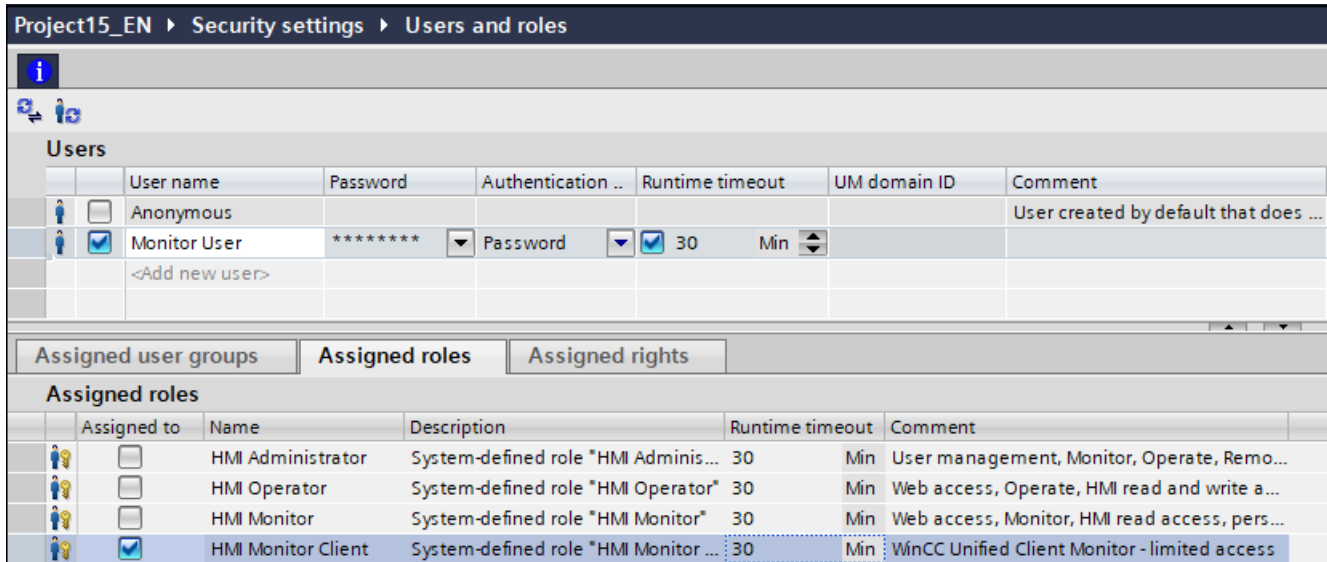 Project15_EN ▸ Security settings ▸ Users and roles
i
Users
User name Password Authentication .. Runtime timeout UM domain ID Comment
Anonymous User created by default that does ...
Monitor User ******** Password 30 Min
<Add new user>
Assigned user groups Assigned roles Assigned rights
Assigned roles
Assigned to Name Description Runtime timeout Comment
HMI Administrator System-defined role "HMI Adminis... 30 Min User management, Monitor, Operate, Remo...
HMI Operator System-defined role "HMI Operator" 30 Min Web access, Operate, HMI read and write a...
HMI Monitor System-defined role "HMI Monitor" 30 Min Web access, Monitor, HMI read access, pers...
HMI Monitor Client System-defined role "HMI Monitor ... 30 Min WinCC Unified Client Monitor - limited access